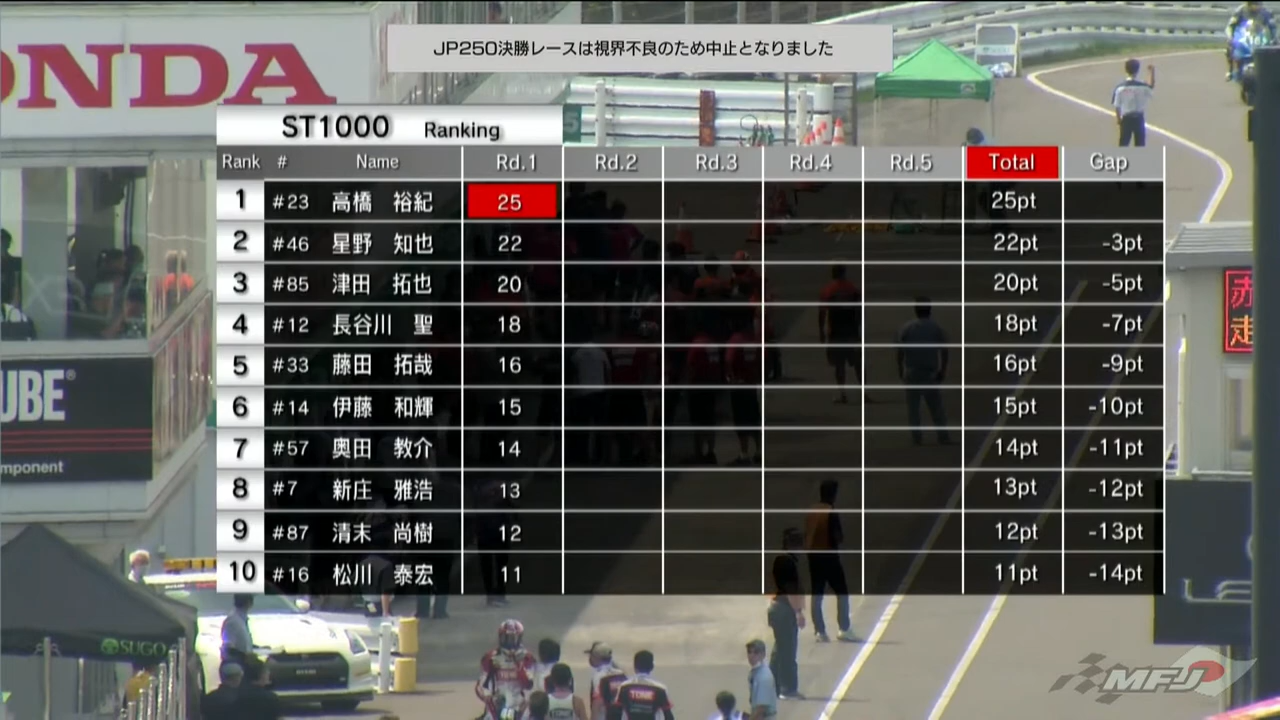 JP250決勝レースは視界不良のため中止となりました
ONDA
ST1000 Ranking
Rank # Name Rd.1 Rd.2 Rd.3 Rd.4 Rd.5 Total Gap
1 #23 高橋 裕紀 25 25pt
2 #46 星野 知也 22 22pt -3pt
3 #85 津田 拓也 20 20pt -5pt
4 #12 長谷川 聖 18 18pt -7pt
5 #33 藤田 拓哉 16 16pt -9pt
6 #14 伊藤 和輝 15 15pt -10pt
7 #57 奥田 教介 14 14pt -11pt
8 #7 新庄 雅浩 13 13pt -12pt
9 #87 清末 尚樹 12 12pt -13pt
10 #16 松川 泰宏 11 11pt -14pt
5
赤
走
UBE®
mponent
SUGO
TONE
MFJ